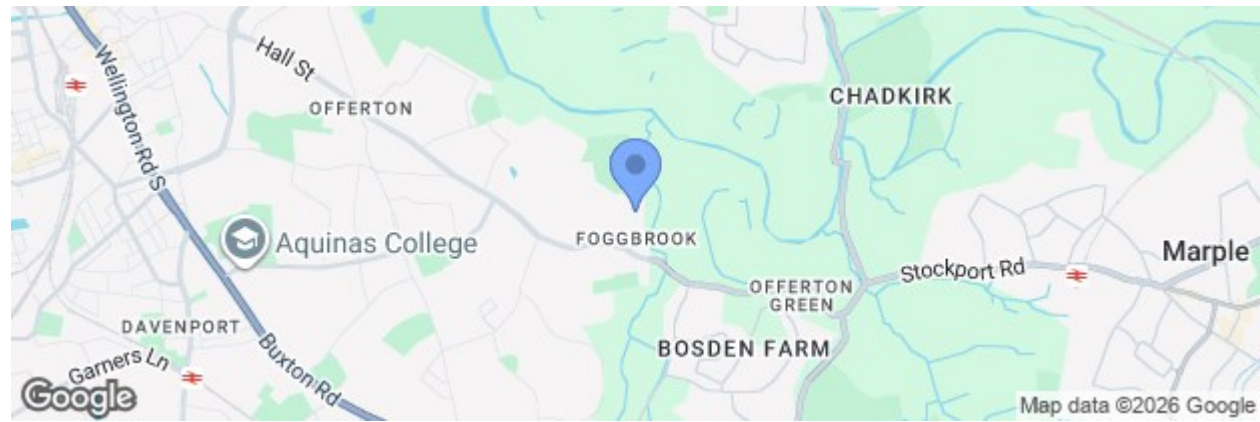 Hall St
Wellington Rd S
OFFERTON
CHADKIRK
Aquinas College
FOGGBROOK
Marple
Stockport Rd
OFFERTON
GREEN
DAVENPORT
BOSDEN FARM
Garners Ln
Buxton Rd
Google
Map data ©2026 Google